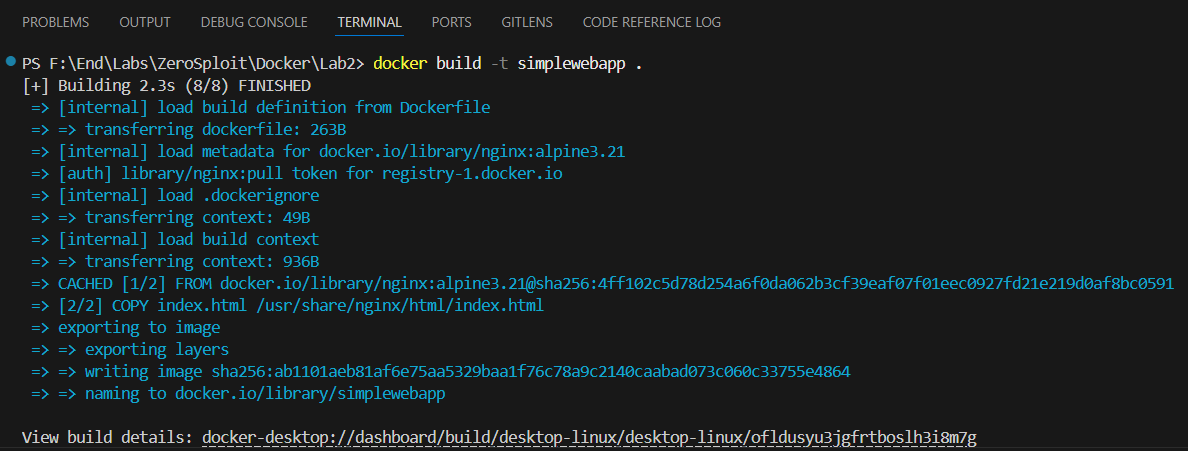 PROBLEMS OUTPUT DEBUG CONSOLE TERMINAL PORTS GITLENS CODE REFERENCE LOG
PS F:\End\Labs\ZeroSploit\Docker\Lab2> docker build -t simplewebapp .
[+] Building 2.3s (8/8) FINISHED
=> [internal] load build definition from Dockerfile
=> => transferring dockerfile: 263B
=> [internal] load metadata for docker.io/library/nginx:alpine3.21
=> [auth] library/nginx:pull token for registry-1.docker.io
=> [internal] load .dockerignore
=> => transferring context: 49B
=> [internal] load build context
=> => transferring context: 936B
=> CACHED [1/2] FROM docker.io/library/nginx:alpine3.21@sha256:4ff102c5d78d254a6f0da062b3cf39eaf07f01eec0927fd21e219d0af8bc0591
=> [2/2] COPY index.html /usr/share/nginx/html/index.html
=> exporting to image
=> => exporting layers
=> => writing image sha256:ab1101aeb81af6e75aa5329baa1f76c78a9c2140caabad073c060c33755e4864
=> => naming to docker.io/library/simplewebapp
View build details: docker-desktop://dashboard/build/desktop-linux/desktop-linux/ofldusyu3jgfrtboslh3i8m7g